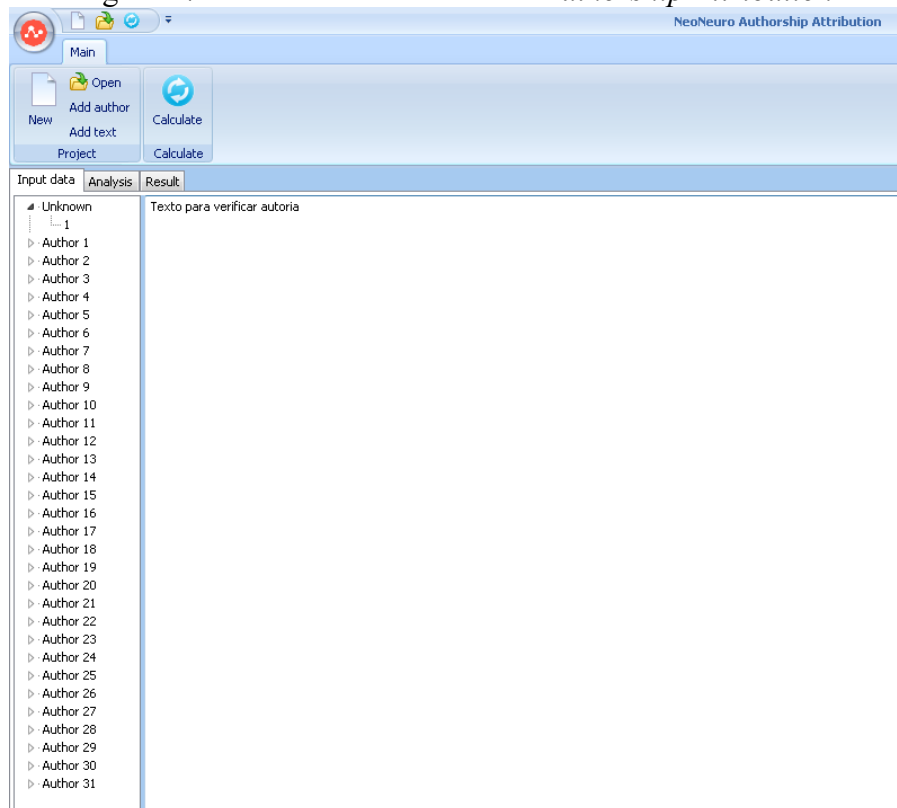 NeoNeuro Authorship Attribution
Main
Open
Add author
New
Add text
Calculate
Project
Calculate
Input data Analysis Result
Unknown
Texto para verificar autoria
1
Author 1
Author 2
Author 3
Author 4
Author 5
Author 6
Author 7
Author 8
Author 9
Author 10
Author 11
Author 12
Author 13
Author 14
Author 15
Author 16
Author 17
Author 18
Author 19
Author 20
Author 21
Author 22
Author 23
Author 24
Author 25
Author 26
Author 27
Author 28
Author 29
Author 30
Author 31